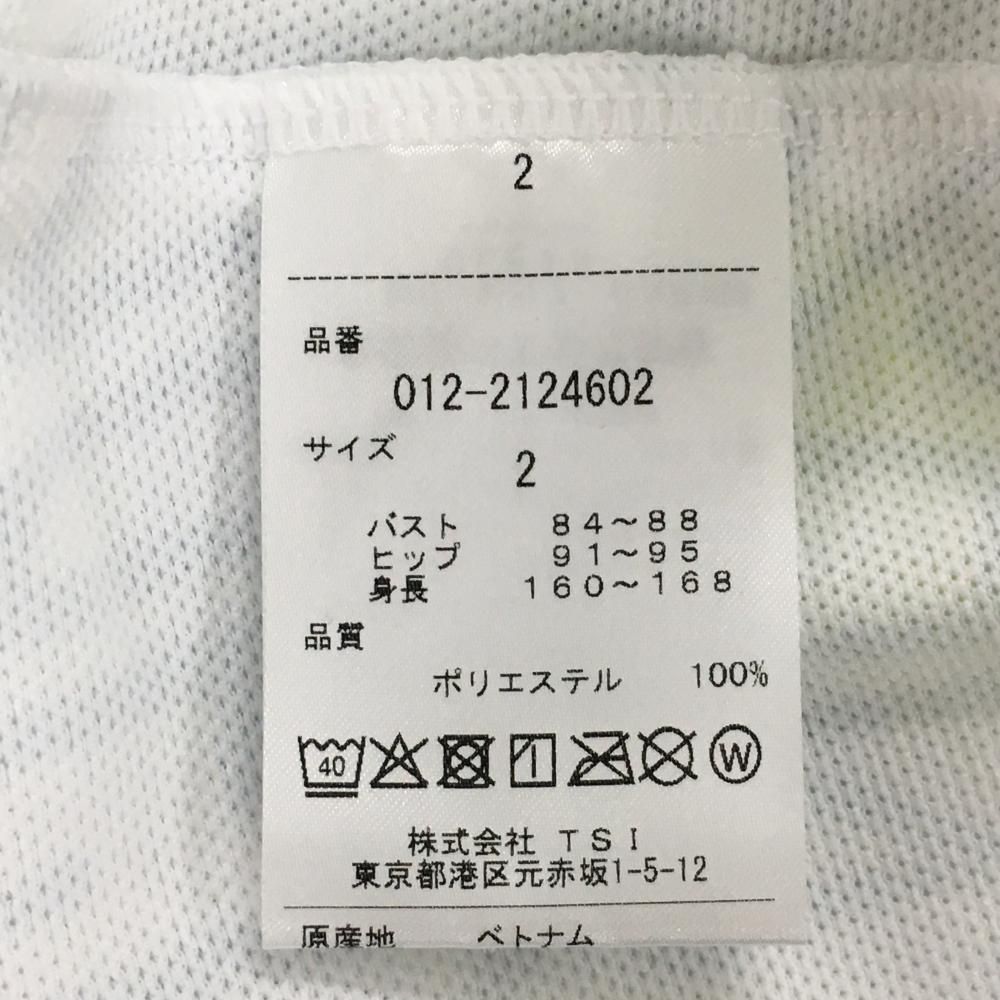 2
品番
012-2124602
サイズ
2
バスト 84〜88
ヒップ 91〜95
身長 160〜168
品質
ポリエステル 100%
40 W
株式会社 TSI
東京都港区元赤坂1-5-12
原産地 ベトナム